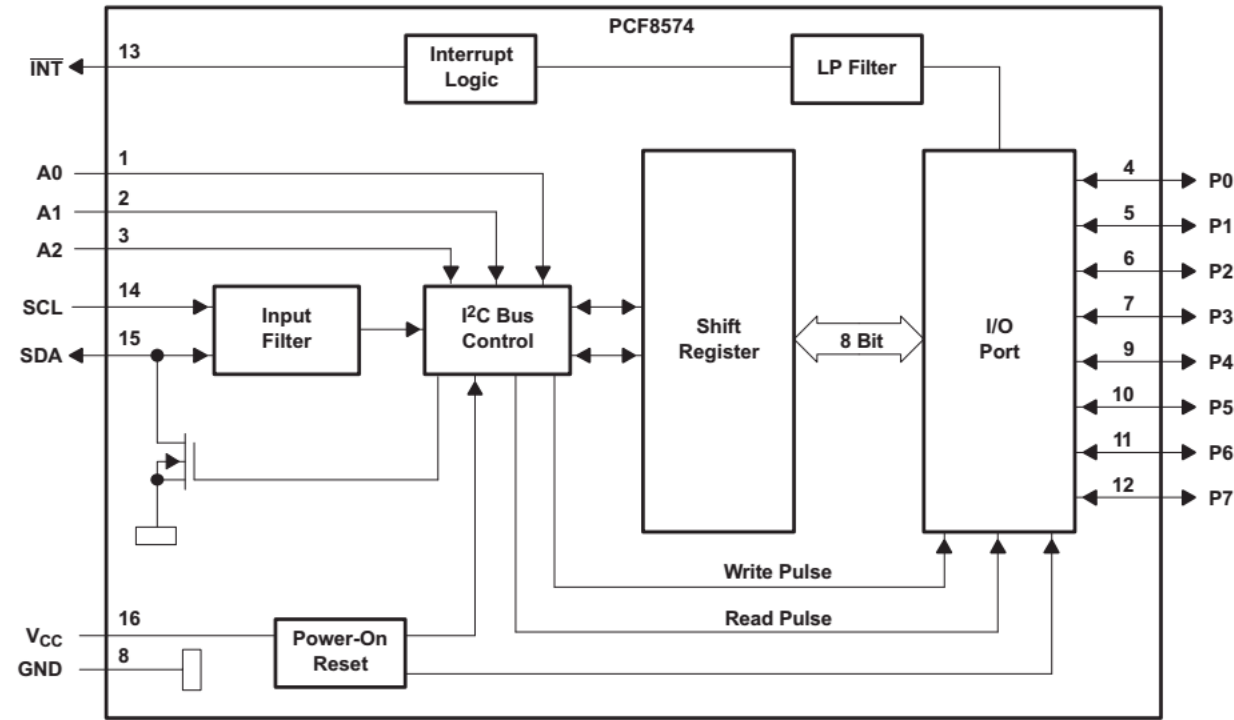 PCF8574
INT 13 Interrupt Logic LP Filter
A0 1
A1 2
A2 3
SCL 14
SDA 15
Input
Filter
I2C Bus
Control
Shift
Register
8 Bit
I/O
Port
4 P0
5 P1
6 P2
7 P3
9 P4
10 P5
11 P6
12 P7
Write Pulse
Read Pulse
VCC 16
GND 8
Power-On
Reset